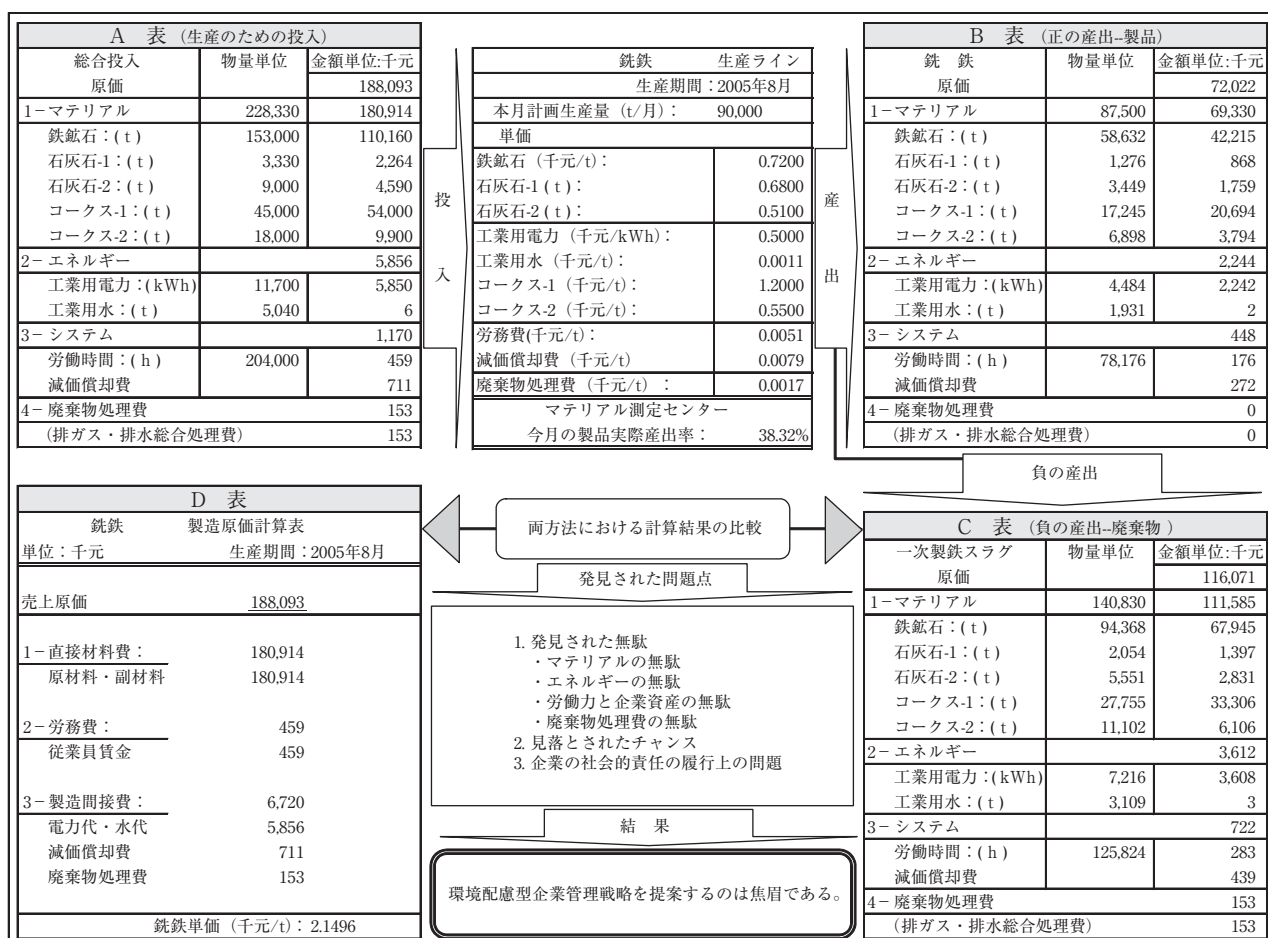 A 表 (生産のための投入)
総合投入 物量単位 金額単位:千元
原価 188,093
1−マテリアル 228,330 180,914
鉄鉱石：(t) 153,000 110,160
石灰石-1：(t) 3,330 2,264
石灰石-2：(t) 9,000 4,590
コークス-1：(t) 45,000 54,000
コークス-2：(t) 18,000 9,900
2−エネルギー 5,856
工業用電力：(kWh) 11,700 5,850
工業用水：(t) 5,040 6
3−システム 1,170
労働時間：(h) 204,000 459
減価償却費 711
4−廃棄物処理費 153
(排ガス・排水総合処理費) 153
投
入
銑鉄 生産ライン
生産期間：2005年8月
本月計画生産量（t/月）： 90,000
単価
鉄鉱石（千元/t）： 0.7200
石灰石-1（t）： 0.6800
石灰石-2（t）： 0.5100
工業用電力（千元/kWh）： 0.5000
工業用水（千元/t）： 0.0011
コークス-1（千元/t）： 1.2000
コークス-2（千元/t）： 0.5500
労務費(千元/t)： 0.0051
減価償却費（千元/t） 0.0079
廃棄物処理費（千元/t）： 0.0017
マテリアル測定センター
今月の製品実際産出率： 38.32%
産
出
B 表 (正の産出--製品)
銑 鉄 物量単位 金額単位:千元
原価 72,022
1−マテリアル 87,500 69,330
鉄鉱石：(t) 58,632 42,215
石灰石-1：(t) 1,276 868
石灰石-2：(t) 3,449 1,759
コークス-1：(t) 17,245 20,694
コークス-2：(t) 6,898 3,794
2−エネルギー 2,244
工業用電力：(kWh) 4,484 2,242
工業用水：(t) 1,931 2
3−システム 448
労働時間：(h) 78,176 176
減価償却費 272
4−廃棄物処理費 0
(排ガス・排水総合処理費) 0
負の産出
D 表
銑鉄 製造原価計算表
単位：千元 生産期間：2005年8月
売上原価 188,093
1−直接材料費： 180,914
原材料・副材料 180,914
2−労務費： 459
従業員賃金 459
3−製造間接費： 6,720
電力代・水代 5,856
減価償却費 711
廃棄物処理費 153
銑鉄単価（千元/t）：2.1496
両方法における計算結果の比較
発見された問題点
1. 発見された無駄
・マテリアルの無駄
・エネルギーの無駄
・労働力と企業資産の無駄
・廃棄物処理費の無駄
2. 見落とされたチャンス
3. 企業の社会的責任の履行上の問題
結 果
環境配慮型企業管理戦略を提案するのは焦眉である。
C 表 (負の産出--廃棄物 )
一次製鉄スラグ 物量単位 金額単位:千元
原価 116,071
1−マテリアル 140,830 111,585
鉄鉱石：(t) 94,368 67,945
石灰石-1：(t) 2,054 1,397
石灰石-2：(t) 5,551 2,831
コークス-1：(t) 27,755 33,306
コークス-2：(t) 11,102 6,106
2−エネルギー 3,612
工業用電力：(kWh) 7,216 3,608
工業用水：(t) 3,109 3
3−システム 722
労働時間：(h) 125,824 283
減価償却費 439
4−廃棄物処理費 153
(排ガス・排水総合処理費) 153